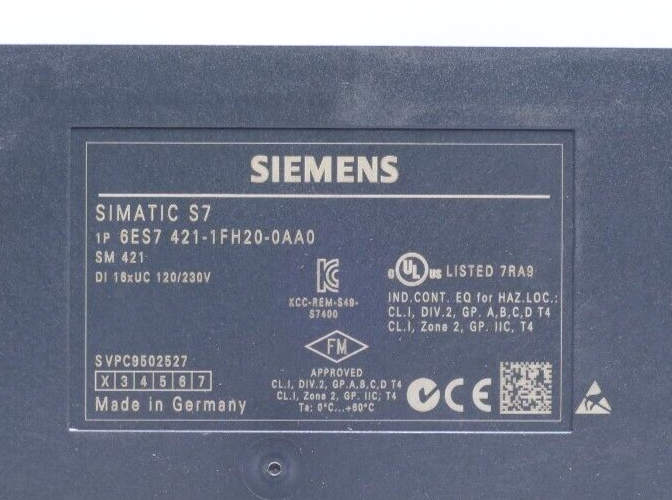 SIEMENS
SIMATIC S7
1P 6ES7 421-1FH20-0AA0
SM 421
DI 16xUC 120/230V
KCC-REM-S49-
S7400
c UL us LISTED 7RA9
IND.CONT. EQ for HAZ.LOC.:
CL.I, DIV.2, GP. A,B,C,D T4
CL.I, Zone 2, GP. IIC, T4
FM
APPROVED
CL.I, DIV.2, GP.A,B,C,D T4
CL.I, Zone 2, GP. IIC, T4
Ta: 0°C...+60°C
SVPC9502527
X 3 4 5 6 7
Made in Germany
CE